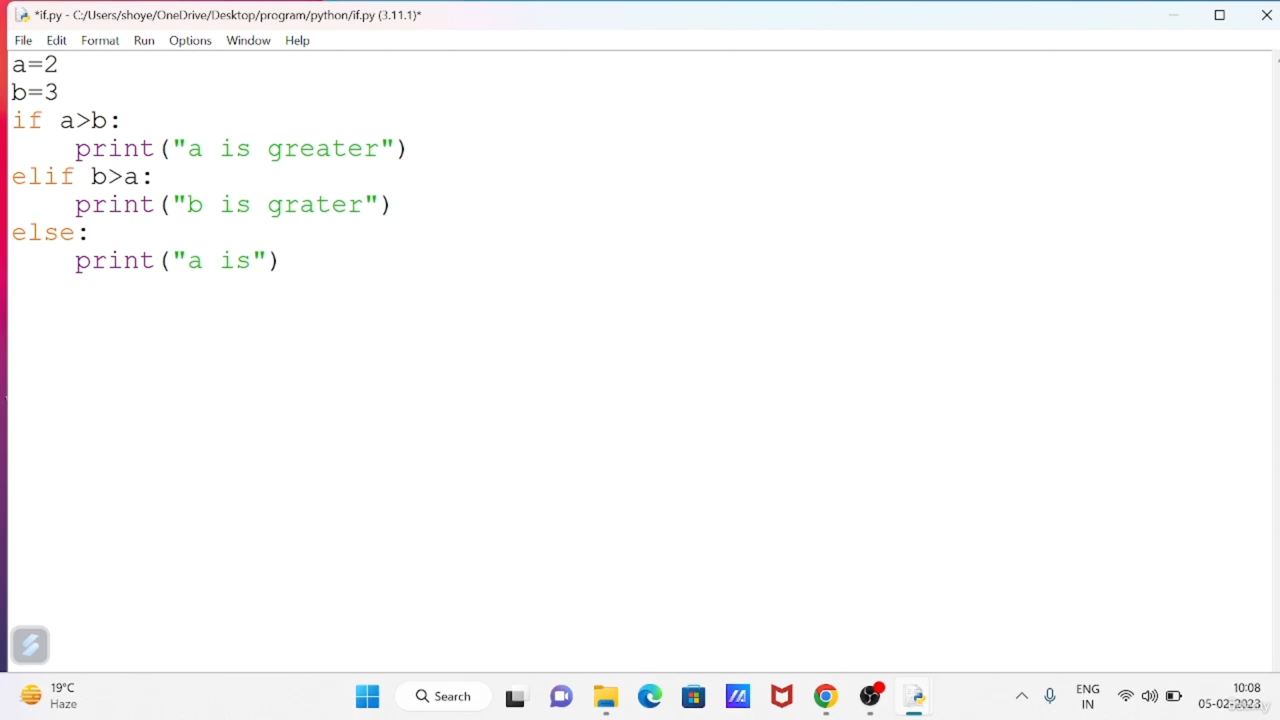 *if.py - C:/Users/shoye/OneDrive/Desktop/program/python/if.py (3.11.1)*
File Edit Format Run Options Window Help
a=2
b=3
if a>b:
    print("a is greater")
elif b>a:
    print("b is grater")
else:
    print("a is")
19°C
Haze
Search
ENG
IN
10:08
05-02-2023